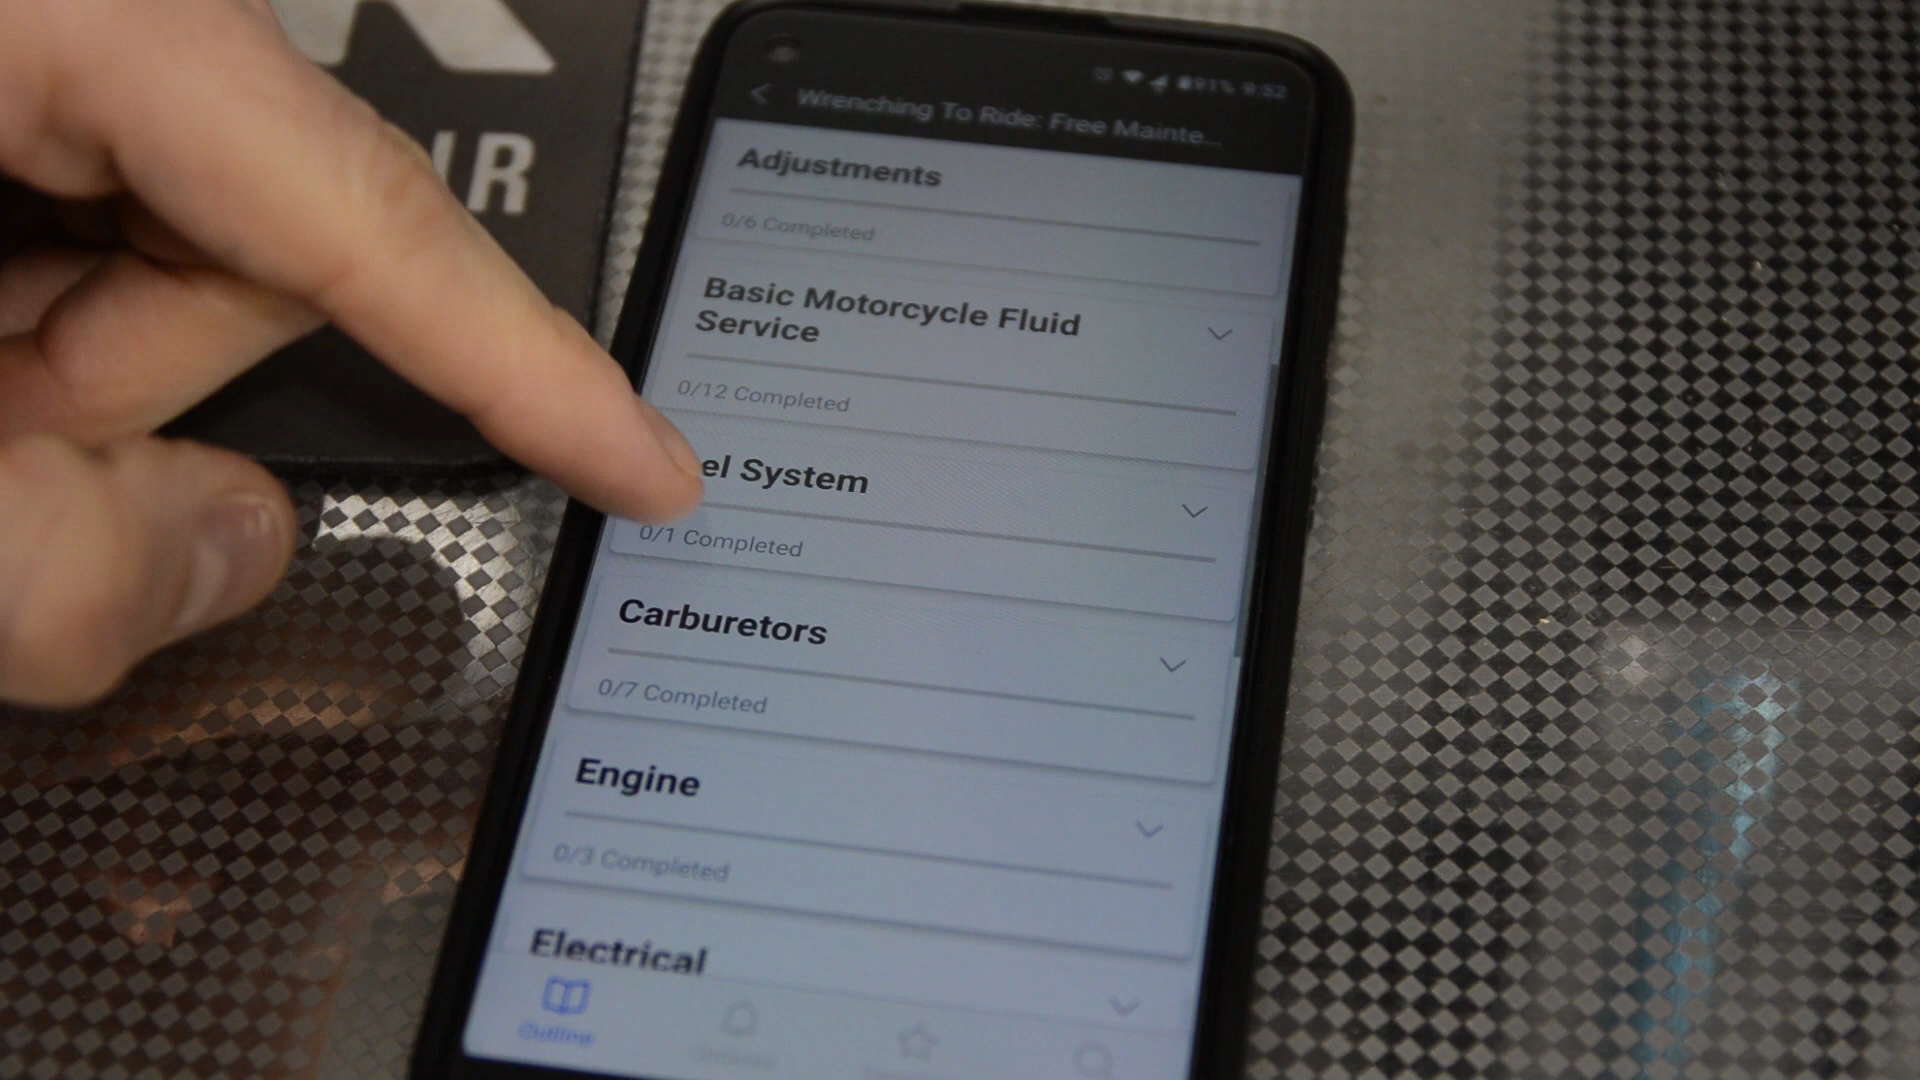 IR
91% 9:52
Wrenching To Ride: Free Mainte...
Adjustments
0/6 Completed
Basic Motorcycle Fluid
Service
0/12 Completed
el System
0/1 Completed
Carburetors
0/7 Completed
Engine
0/3 Completed
Electrical
Outline